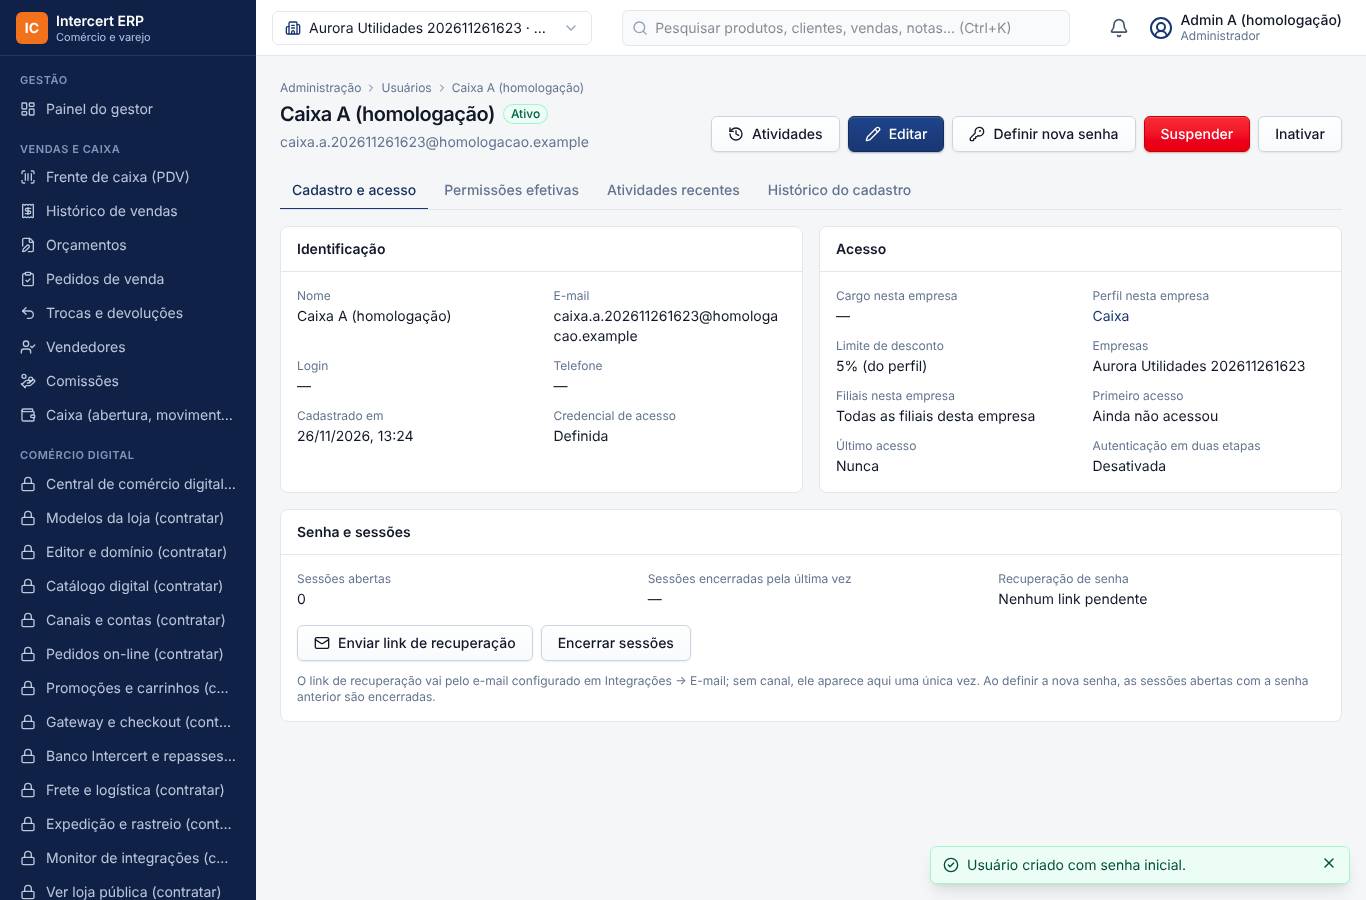 IC
Intercert ERP
Comércio e varejo
GESTÃO
Painel do gestor
VENDAS E CAIXA
Frente de caixa (PDV)
Histórico de vendas
Orçamentos
Pedidos de venda
Trocas e devoluções
Vendedores
Comissões
Caixa (abertura, moviment...
COMÉRCIO DIGITAL
Central de comércio digital...
Modelos da loja (contratar)
Editor e domínio (contratar)
Catálogo digital (contratar)
Canais e contas (contratar)
Pedidos on-line (contratar)
Promoções e carrinhos (c...
Gateway e checkout (cont...
Banco Intercert e repasses...
Frete e logística (contratar)
Expedição e rastreio (cont...
Monitor de integrações (c...
Ver loja pública (contratar)
Aurora Utilidades 202611261623 · ...
Pesquisar produtos, clientes, vendas, notas... (Ctrl+K)
Admin A (homologação)
Administrador
Administração > Usuários > Caixa A (homologação)
Caixa A (homologação) Ativo
caixa.a.202611261623@homologacao.example
Atividades Editar Definir nova senha Suspender Inativar
Cadastro e acesso Permissões efetivas Atividades recentes Histórico do cadastro
Identificação
Nome
Caixa A (homologação)
E-mail
caixa.a.202611261623@homologa
cao.example
Login
—
Telefone
—
Cadastrado em
26/11/2026, 13:24
Credencial de acesso
Definida
Acesso
Cargo nesta empresa
—
Perfil nesta empresa
Caixa
Limite de desconto
5% (do perfil)
Empresas
Aurora Utilidades 202611261623
Filiais nesta empresa
Todas as filiais desta empresa
Primeiro acesso
Ainda não acessou
Último acesso
Nunca
Autenticação em duas etapas
Desativada
Senha e sessões
Sessões abertas
0
Sessões encerradas pela última vez
—
Recuperação de senha
Nenhum link pendente
Enviar link de recuperação Encerrar sessões
O link de recuperação vai pelo e-mail configurado em Integrações → E-mail; sem canal, ele aparece aqui uma única vez. Ao definir a nova senha, as sessões abertas com a senha
anterior são encerradas.
Usuário criado com senha inicial.